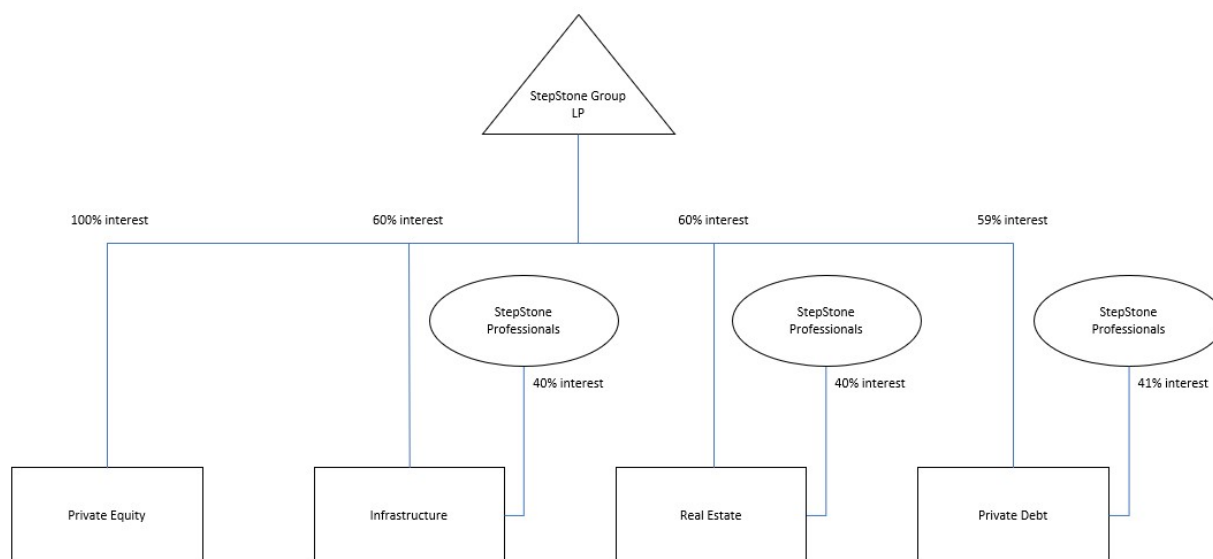 StepStone Group
LP
100% interest
60% interest
60% interest
59% interest
StepStone
Professionals
StepStone
Professionals
StepStone
Professionals
40% interest
40% interest
41% interest
Private Equity
Infrastructure
Real Estate
Private Debt